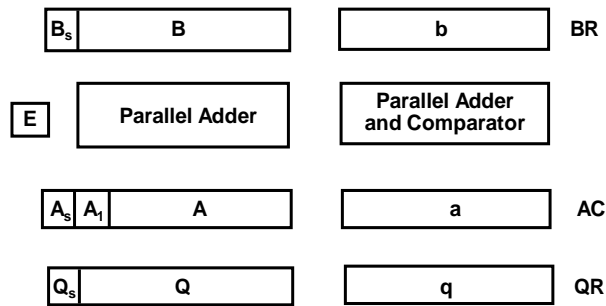 Bs B b BR
E Parallel Adder Parallel Adder
and Comparator
As A1 A a AC
Qs Q q QR